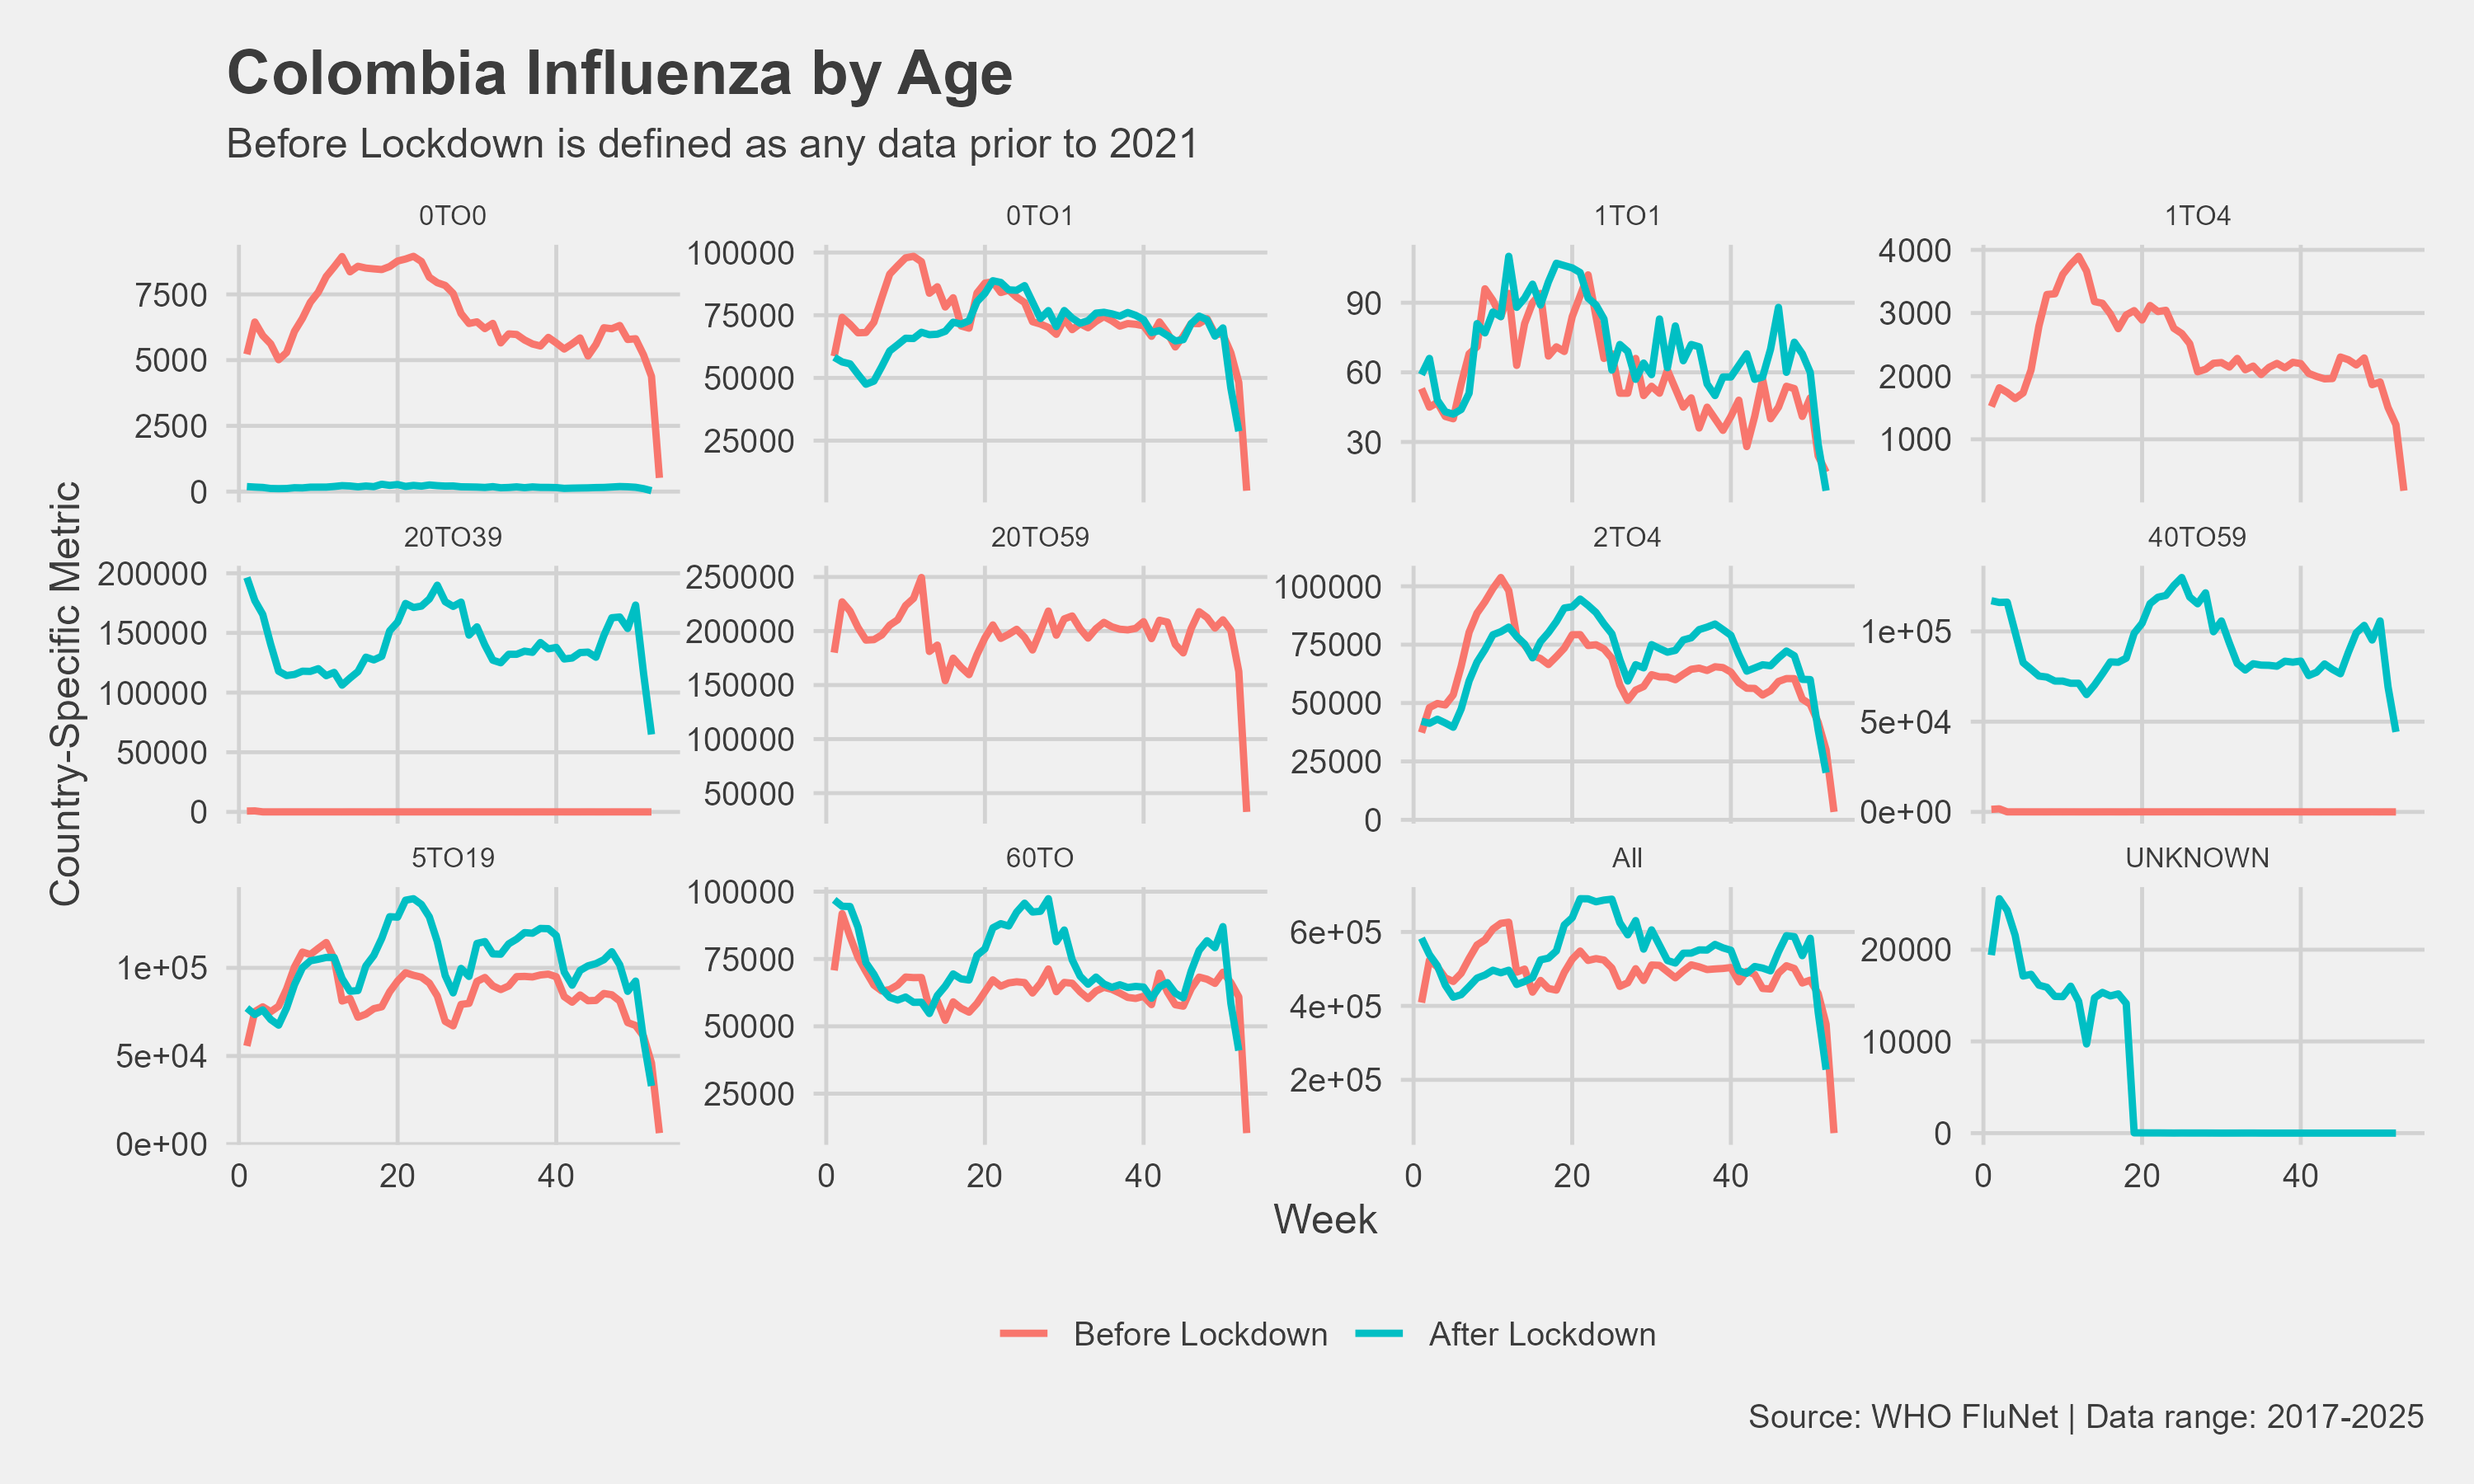 Colombia Influenza by Age
Before Lockdown is defined as any data prior to 2021
0TO0
0TO1
1TO1
1TO4
7500
5000
2500
0
100000
75000
50000
25000
90
60
30
4000
3000
2000
1000
20TO39
20TO59
2TO4
40TO59
200000
150000
100000
50000
0
250000
200000
150000
100000
50000
100000
75000
50000
25000
0
1e+05
5e+04
0e+00
5TO19
60TO
All
UNKNOWN
1e+05
5e+04
0e+00
100000
75000
50000
25000
6e+05
4e+05
2e+05
20000
10000
0
0 20 40
0 20 40
0 20 40
0 20 40
Country-Specific Metric
Week
Before Lockdown
After Lockdown
Source: WHO FluNet | Data range: 2017-2025